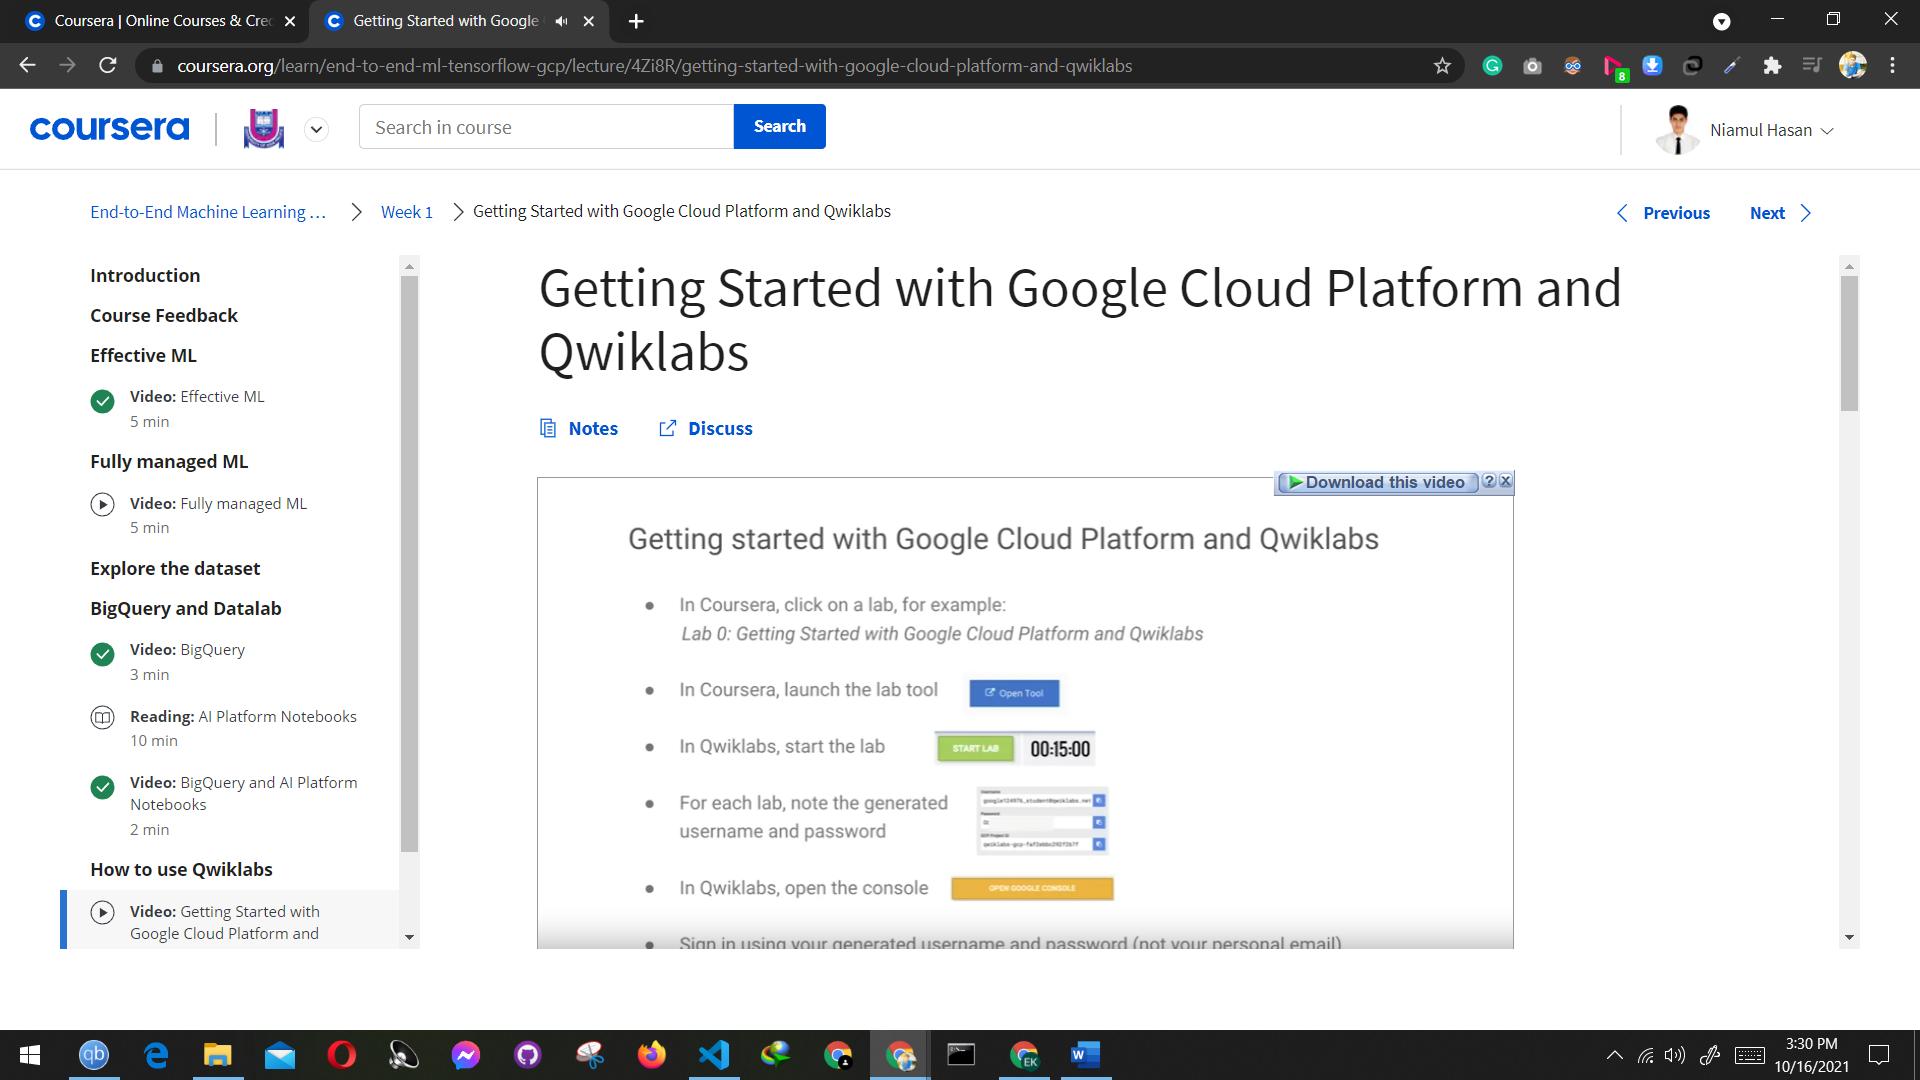 Coursera | Online Courses & Cre
Getting Started with Google
coursera.org/learn/end-to-end-ml-tensorflow-gcp/lecture/4Zi8R/getting-started-with-google-cloud-platform-and-qwiklabs
8
coursera
Search in course
Search
Niamul Hasan
End-to-End Machine Learning ...
Week 1
Getting Started with Google Cloud Platform and Qwiklabs
Previous
Next
Introduction
Course Feedback
Effective ML
Video: Effective ML
5 min
Fully managed ML
Video: Fully managed ML
5 min
Explore the dataset
BigQuery and Datalab
Video: BigQuery
3 min
Reading: AI Platform Notebooks
10 min
Video: BigQuery and AI Platform
Notebooks
2 min
How to use Qwiklabs
Video: Getting Started with
Google Cloud Platform and
Getting Started with Google Cloud Platform and
Qwiklabs
Notes
Discuss
Download this video
Getting started with Google Cloud Platform and Qwiklabs
In Coursera, click on a lab, for example:
Lab 0: Getting Started with Google Cloud Platform and Qwiklabs
In Coursera, launch the lab tool
Open Tool
In Qwiklabs, start the lab
START LAB
00:15:00
For each lab, note the generated
username and password
Username
Password
GCP Project ID
In Qwiklabs, open the console
OPEN GOOGLE CONSOLE
Sign in using your generated username and password (not your personal email)
qb
EK
3:30 PM
10/16/2021